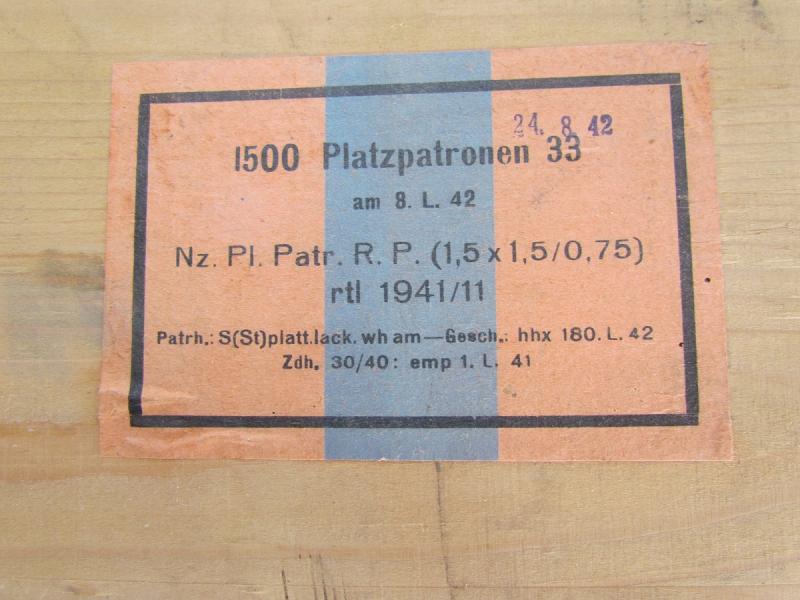 24. 8. 42
1500 Platzpatronen 33
am 8. L. 42
Nz. Pl. Patr. R. P. (1,5 x 1,5/0,75)
rtl 1941/11
Patrh.: S(St)platt.lack. wh am—Gesch.: hhx 180. L. 42
Zdh. 30/40: emp 1. L. 41